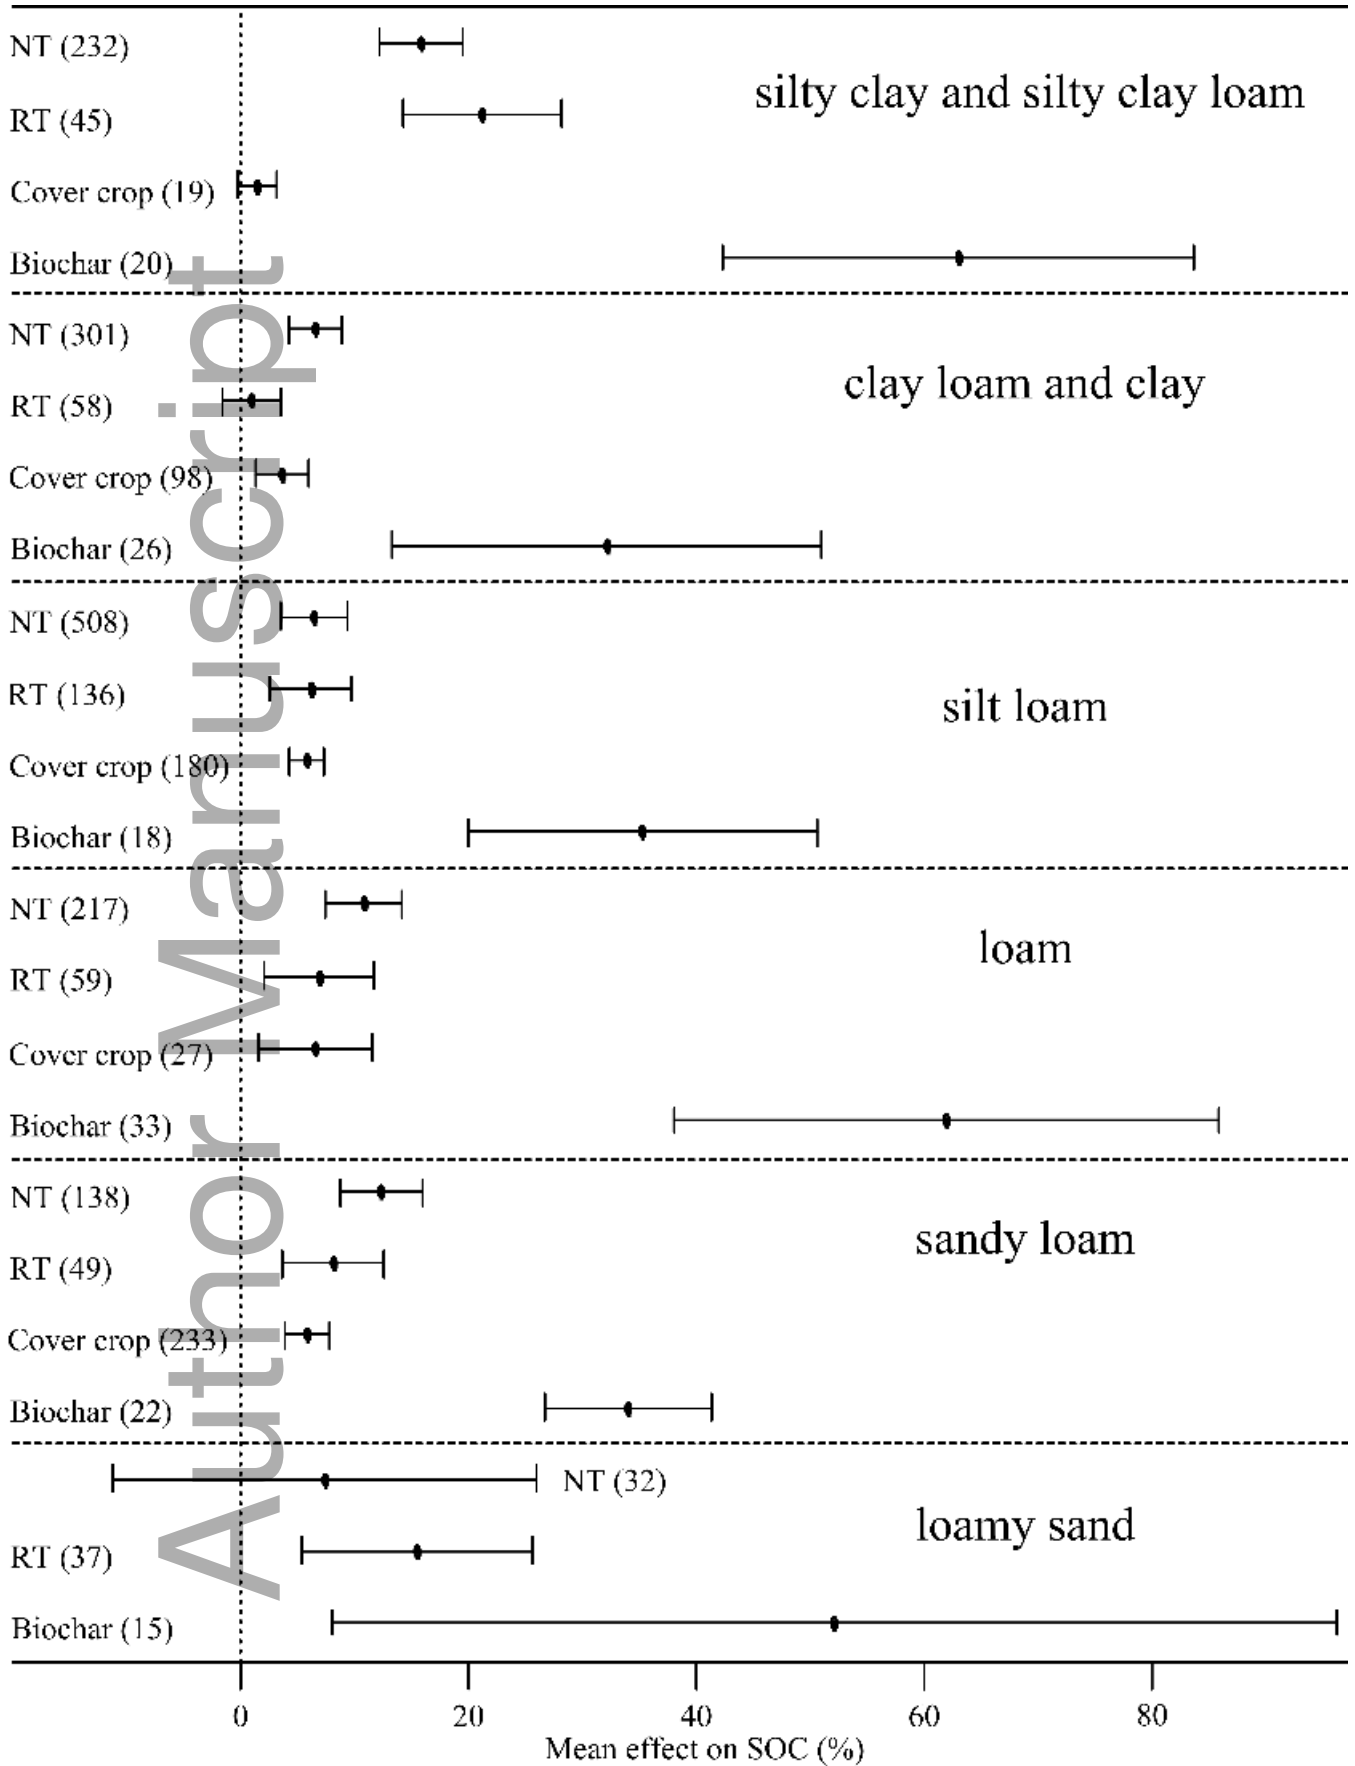 NT (232)
silty clay and silty clay loam
RT (45)
Cover crop (19)
Biochar (20)
NT (301)
clay loam and clay
RT (58)
Cover crop (98)
Biochar (26)
NT (508)
RT (136)
silt loam
Cover crop (180)
Biochar (18)
NT (217)
loam
RT (59)
Cover crop (27)
Biochar (33)
NT (138)
sandy loam
RT (49)
Cover crop (233)
Biochar (22)
NT (32)
loamy sand
RT (37)
Biochar (15)
0 20 40 60 80
Mean effect on SOC (%)
Author Manuscript